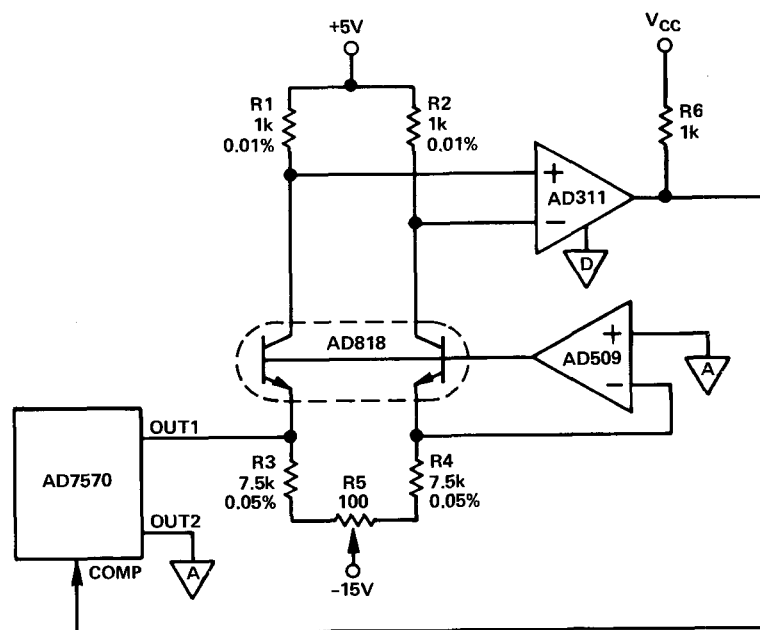 +5V
VCC
R1
1k
0.01%
R2
1k
0.01%
R6
1k
+
AD311
−
D
AD818
+
AD509
−
A
OUT1
AD7570
R3
7.5k
0.05%
R5
100
R4
7.5k
0.05%
OUT2
A
COMP
–15V